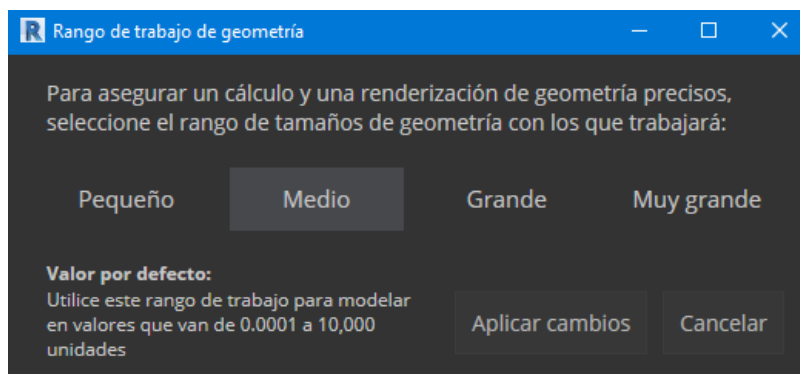 R Rango de trabajo de geometría
Para asegurar un cálculo y una renderización de geometría precisos,
seleccione el rango de tamaños de geometría con los que trabajará:
Pequeño Medio Grande Muy grande
Valor por defecto:
Utilice este rango de trabajo para modelar
en valores que van de 0.0001 a 10,000
unidades
Aplicar cambios Cancelar